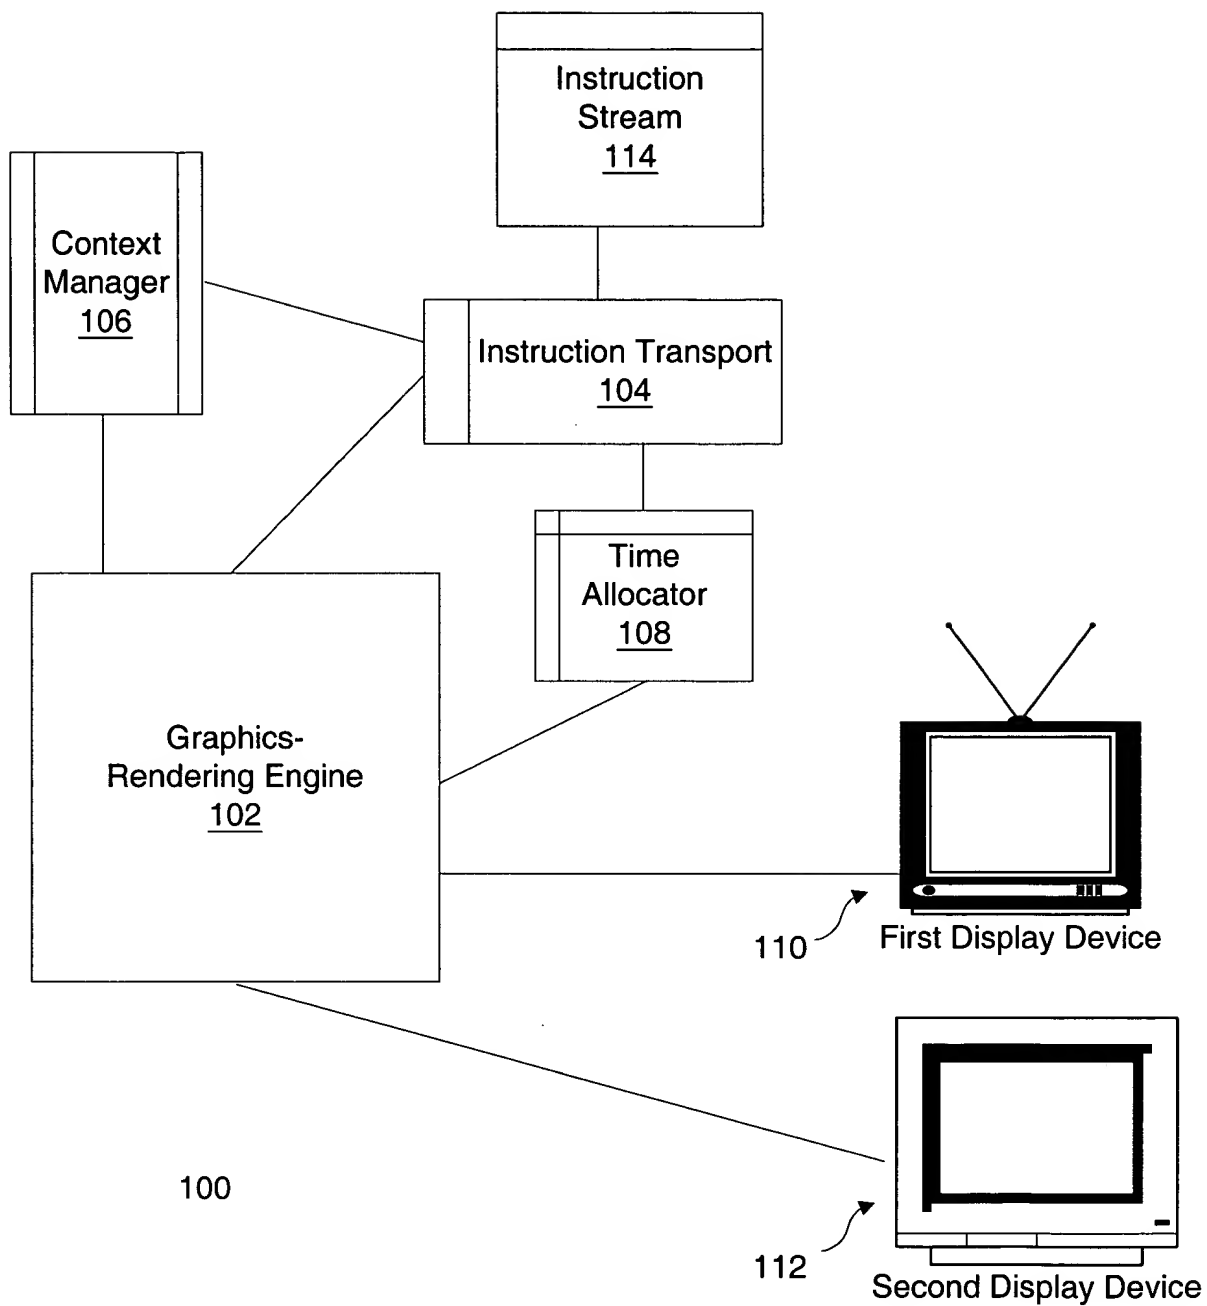 Instruction
Stream
114
Context
Manager
106
Instruction Transport
104
Time
Allocator
108
Graphics-
Rendering Engine
102
110
First Display Device
100
112
Second Display Device